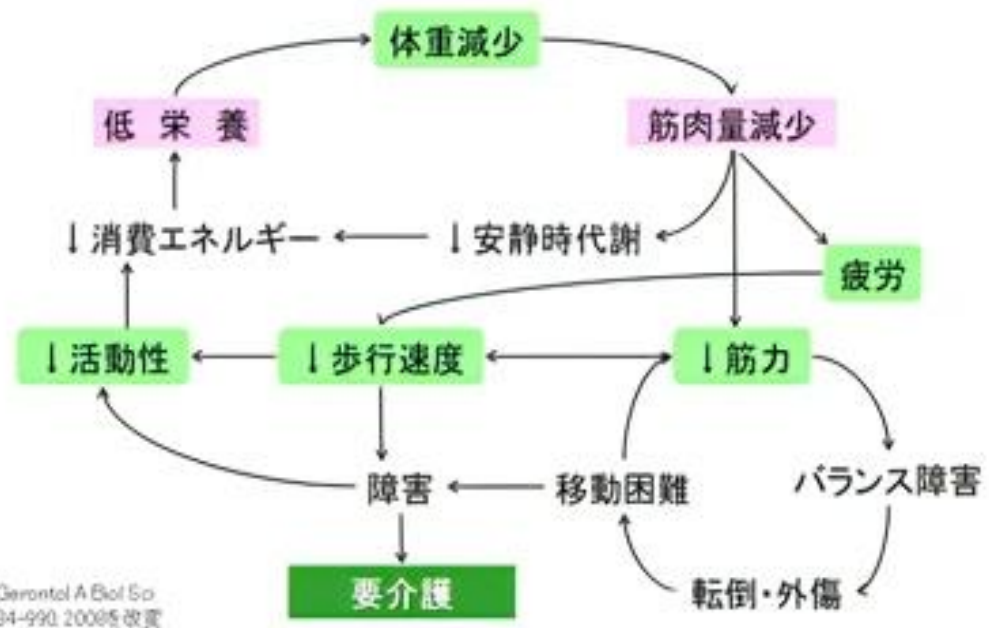 体重減少
低 栄 養
筋肉量減少
↓消費エネルギー
↓安静時代謝
疲労
↓活動性
↓歩行速度
↓筋力
障害
移動困難
バランス障害
要介護
転倒・外傷
Gerontol A Biol Sci
2008を改変